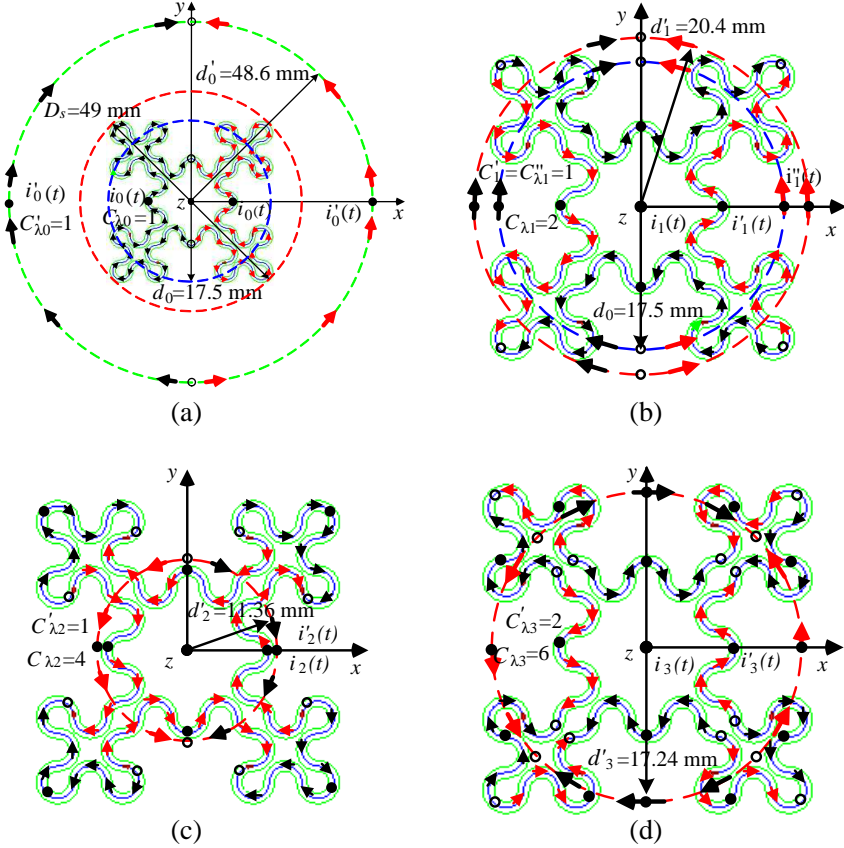 y
d'₀=48.6 mm
Dₛ=49 mm
i'₀(t) i₀(t) z i₀(t) i'₀(t) x
C'λ0=1 Cλ0=1
d₀=17.5 mm
(a)
y
d'₁=20.4 mm
C'₁=C''λ1=1 i''₁(t)
Cλ1=2 z i₁(t) i'₁(t) x
d₀=17.5 mm
(b)
y
d'₂=11.36 mm
C'λ2=1 i'₂(t)
Cλ2=4 z i₂(t) x
(c)
y
C'λ3=2
Cλ3=6 z i₃(t) i'₃(t) x
d'₃=17.24 mm
(d)